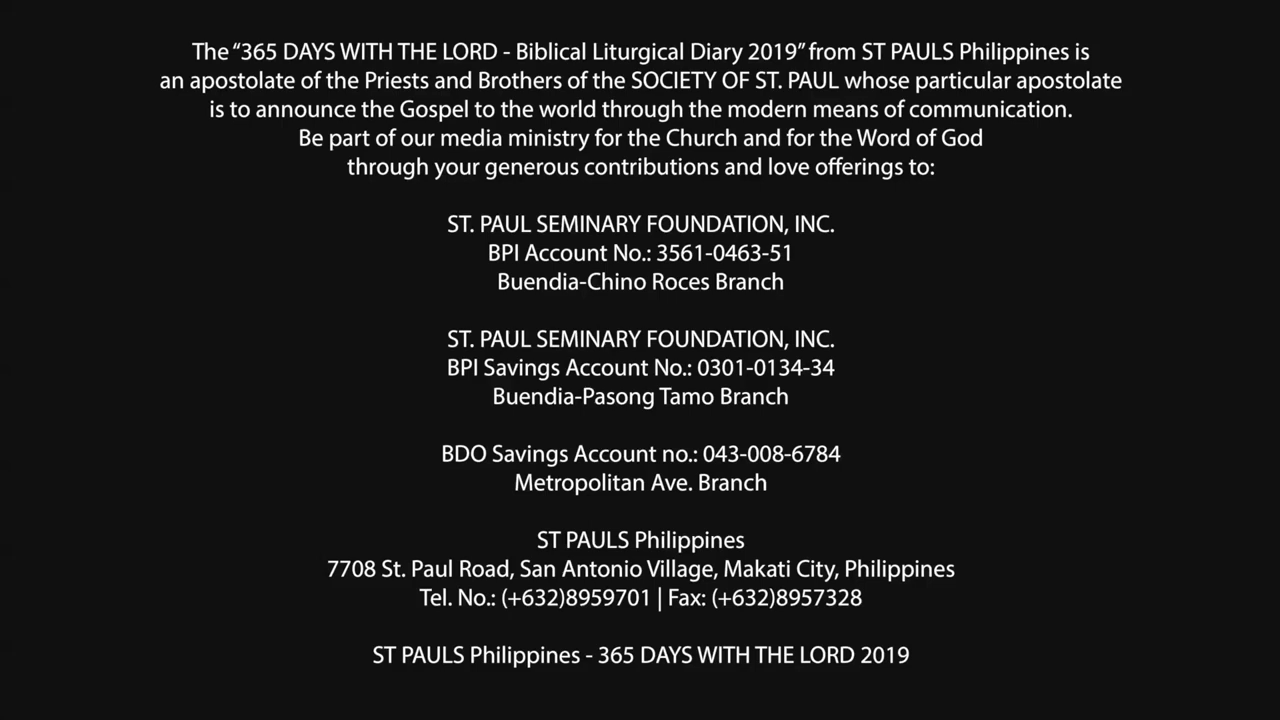 The “365 DAYS WITH THE LORD - Biblical Liturgical Diary 2019” from ST PAULS Philippines is
an apostolate of the Priests and Brothers of the SOCIETY OF ST. PAUL whose particular apostolate
is to announce the Gospel to the world through the modern means of communication.
Be part of our media ministry for the Church and for the Word of God
through your generous contributions and love offerings to:
ST. PAUL SEMINARY FOUNDATION, INC.
BPI Account No.: 3561-0463-51
Buendia-Chino Roces Branch
ST. PAUL SEMINARY FOUNDATION, INC.
BPI Savings Account No.: 0301-0134-34
Buendia-Pasong Tamo Branch
BDO Savings Account no.: 043-008-6784
Metropolitan Ave. Branch
ST PAULS Philippines
7708 St. Paul Road, San Antonio Village, Makati City, Philippines
Tel. No.: (+632)8959701 | Fax: (+632)8957328
ST PAULS Philippines - 365 DAYS WITH THE LORD 2019